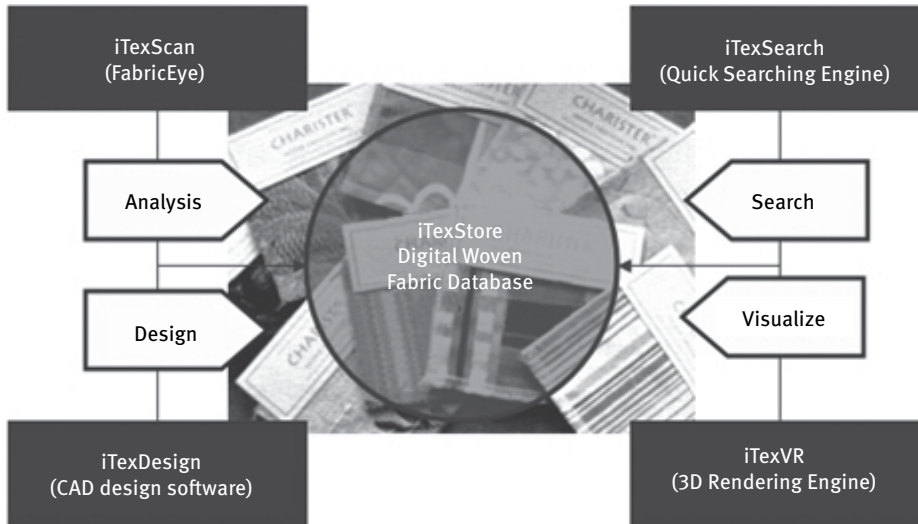 iTexScan
(FabricEye)
iTexSearch
(Quick Searching Engine)
CHARISTER
Analysis
Search
iTexStore
Digital Woven
Fabric Database
Design
Visualize
iTexDesign
(CAD design software)
iTexVR
(3D Rendering Engine)